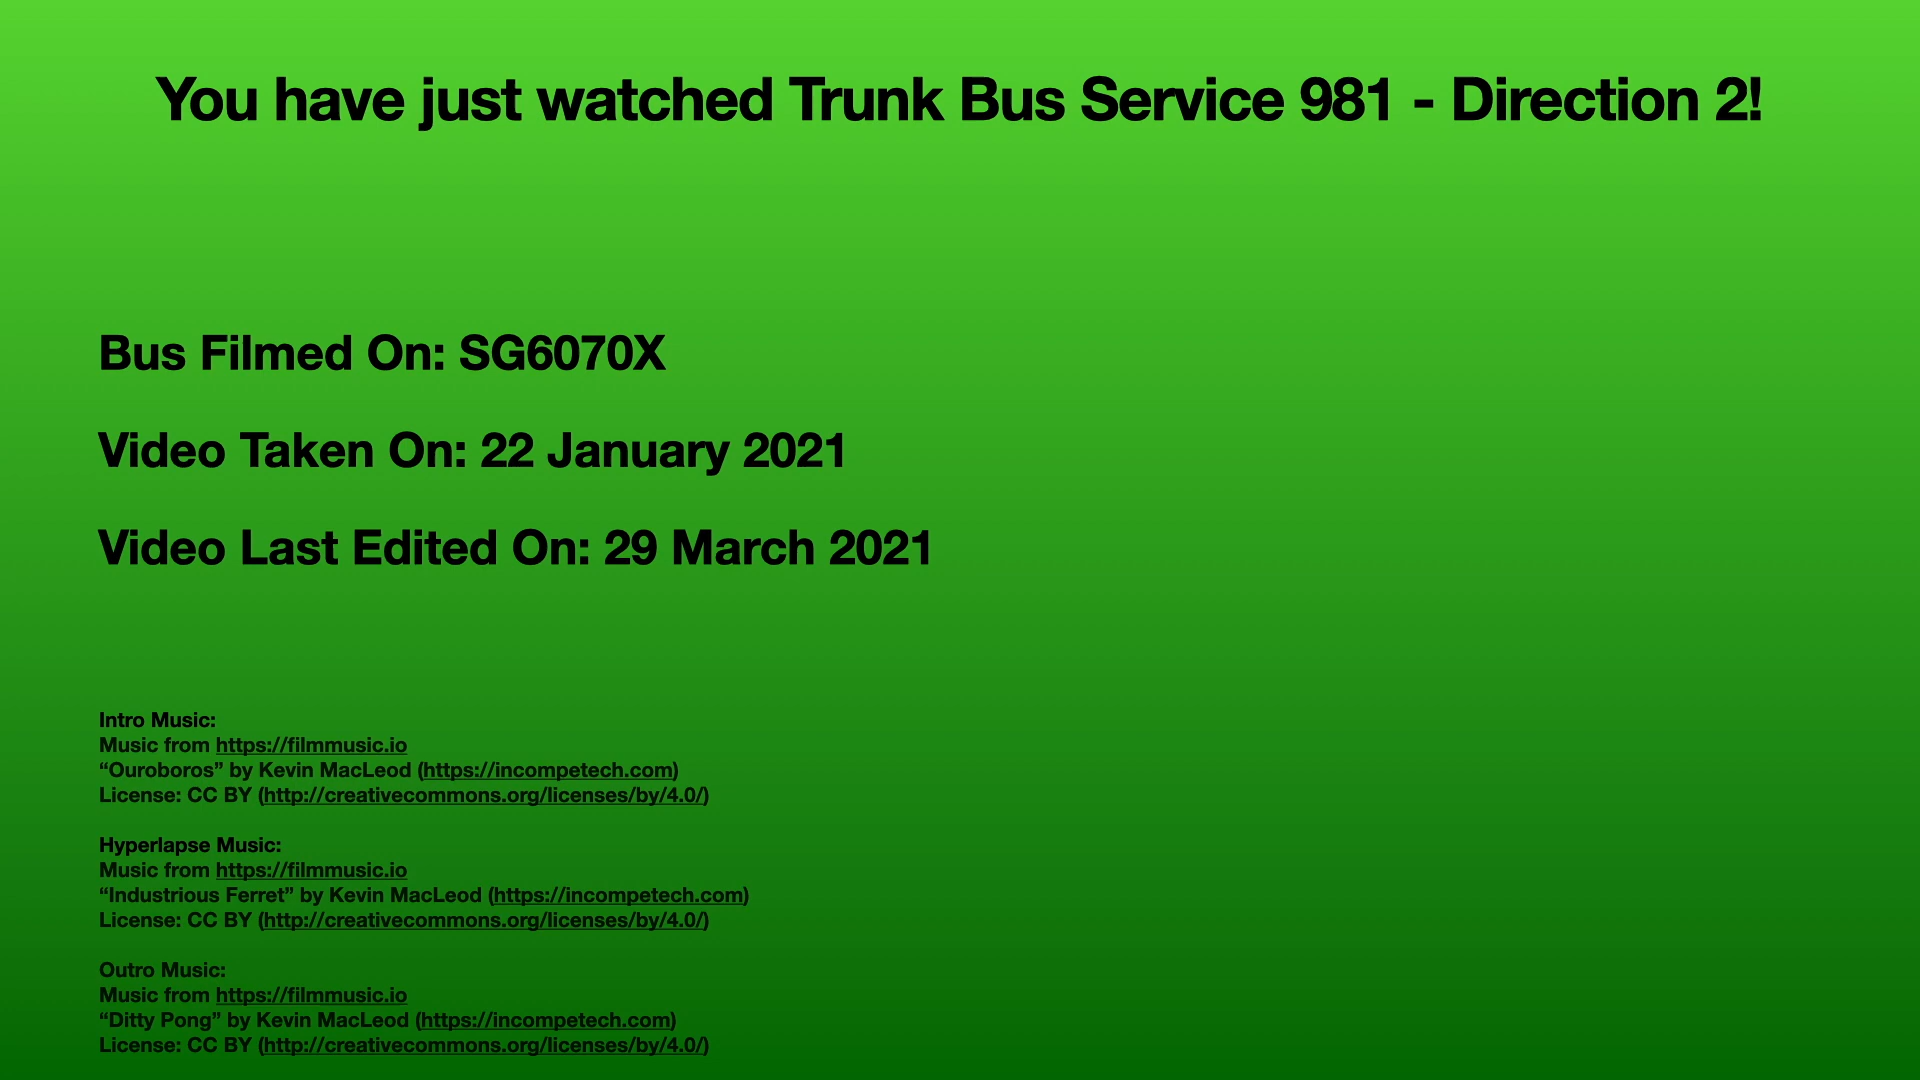 You have just watched Trunk Bus Service 981 - Direction 2!
Bus Filmed On: SG6070X
Video Taken On: 22 January 2021
Video Last Edited On: 29 March 2021
Intro Music:
Music from https://filmmusic.io
“Ouroboros” by Kevin MacLeod (https://incompetech.com)
License: CC BY (http://creativecommons.org/licenses/by/4.0/)
Hyperlapse Music:
Music from https://filmmusic.io
“Industrious Ferret” by Kevin MacLeod (https://incompetech.com)
License: CC BY (http://creativecommons.org/licenses/by/4.0/)
Outro Music:
Music from https://filmmusic.io
“Ditty Pong” by Kevin MacLeod (https://incompetech.com)
License: CC BY (http://creativecommons.org/licenses/by/4.0/)